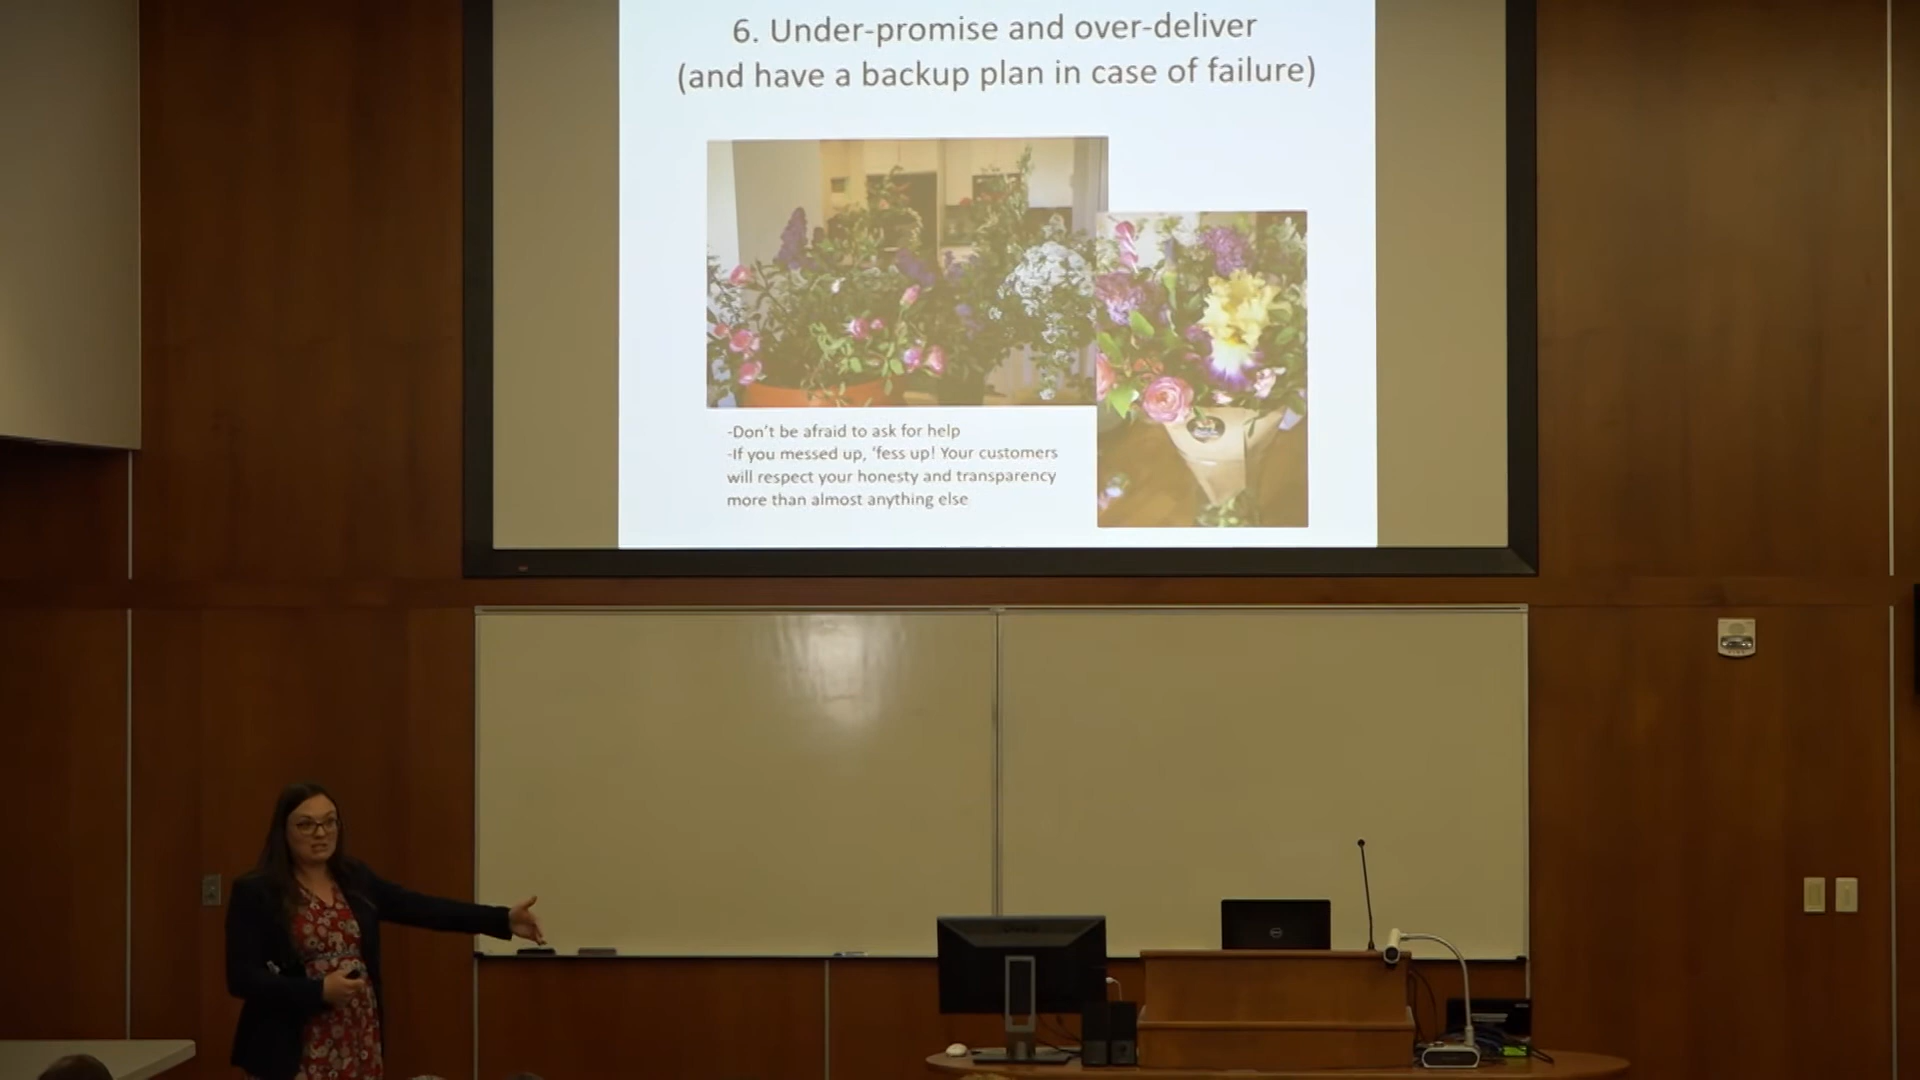 6. Under-promise and over-deliver
(and have a backup plan in case of failure)
-Don't be afraid to ask for help
-If you messed up, 'fess up! Your customers
will respect your honesty and transparency
more than almost anything else